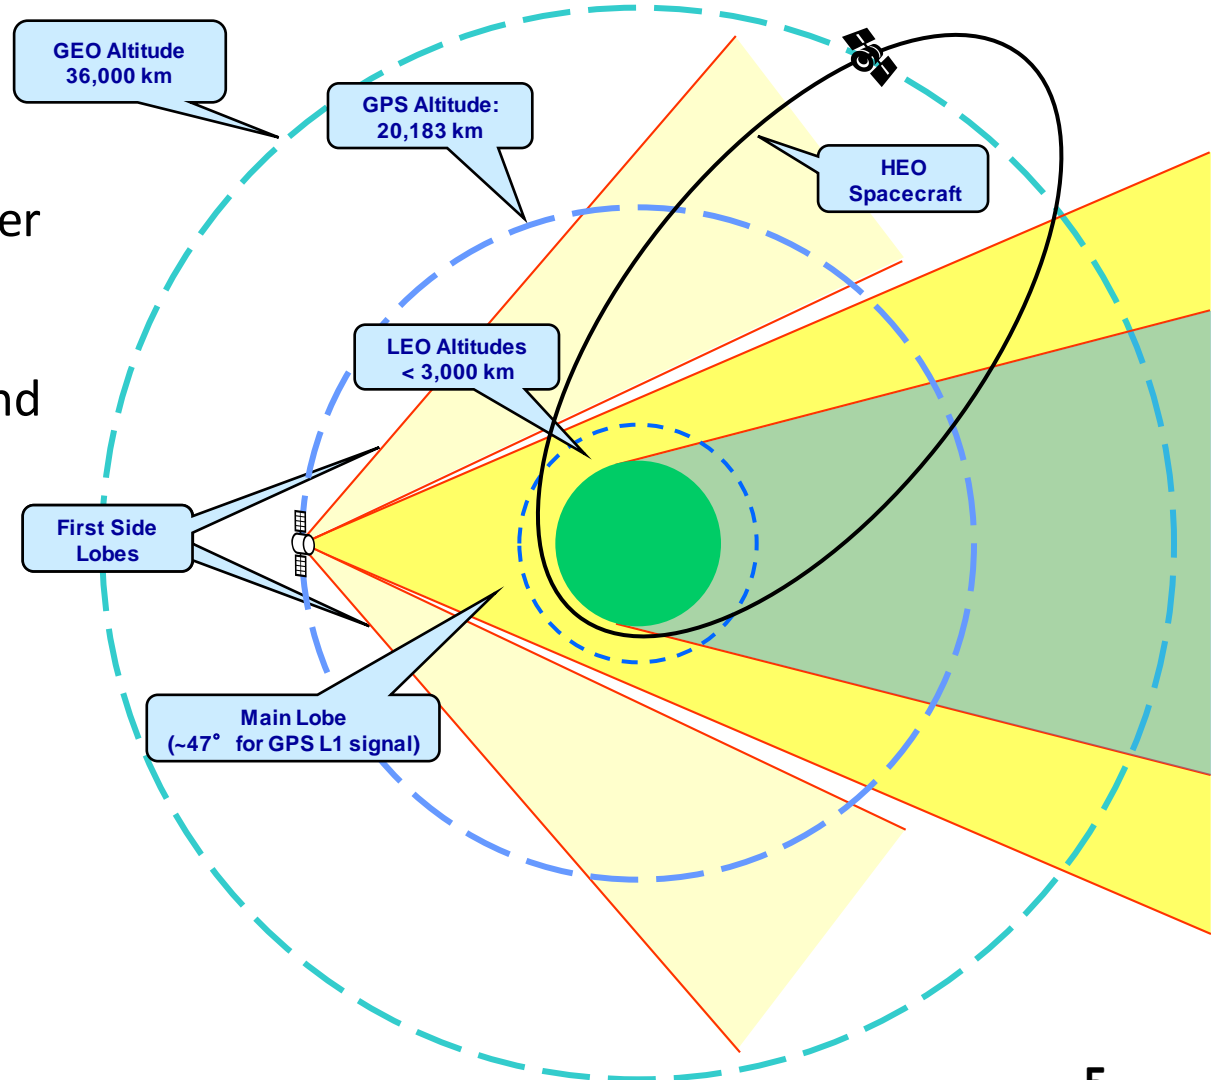 GEO Altitude
36,000 km
GPS Altitude:
20,183 km
HEO
Spacecraft
er
LEO Altitudes
< 3,000 km
nd
First Side
Lobes
Main Lobe
(~47° for GPS L1 signal)